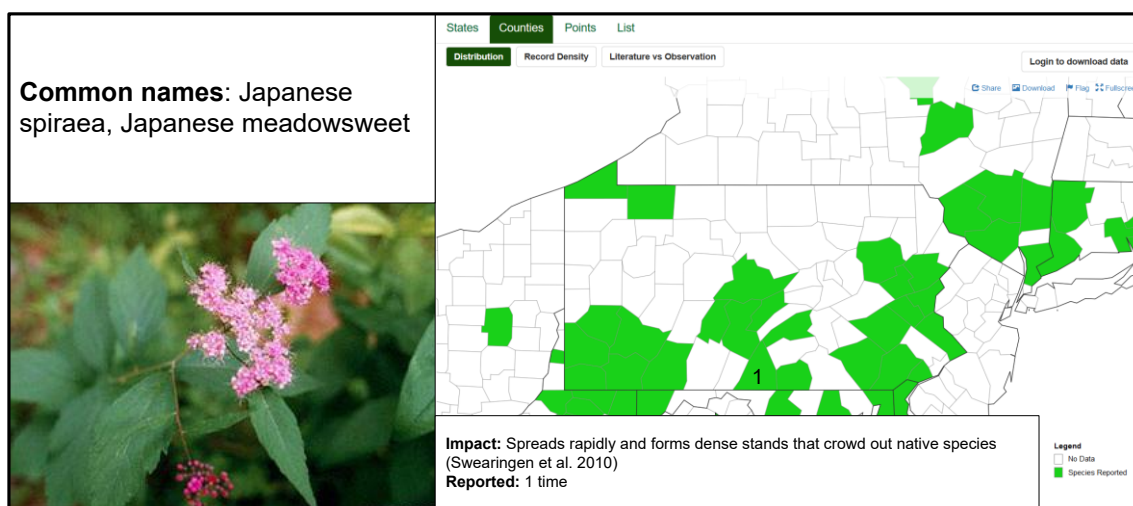 Common names: Japanese
spiraea, Japanese meadowsweet
States Counties Points List
Distribution Record Density Literature vs Observation
Login to download data
Share Download Flag Fullscreen
1
Impact: Spreads rapidly and forms dense stands that crowd out native species
(Swearingen et al. 2010)
Reported: 1 time
Legend
No Data
Species Reported